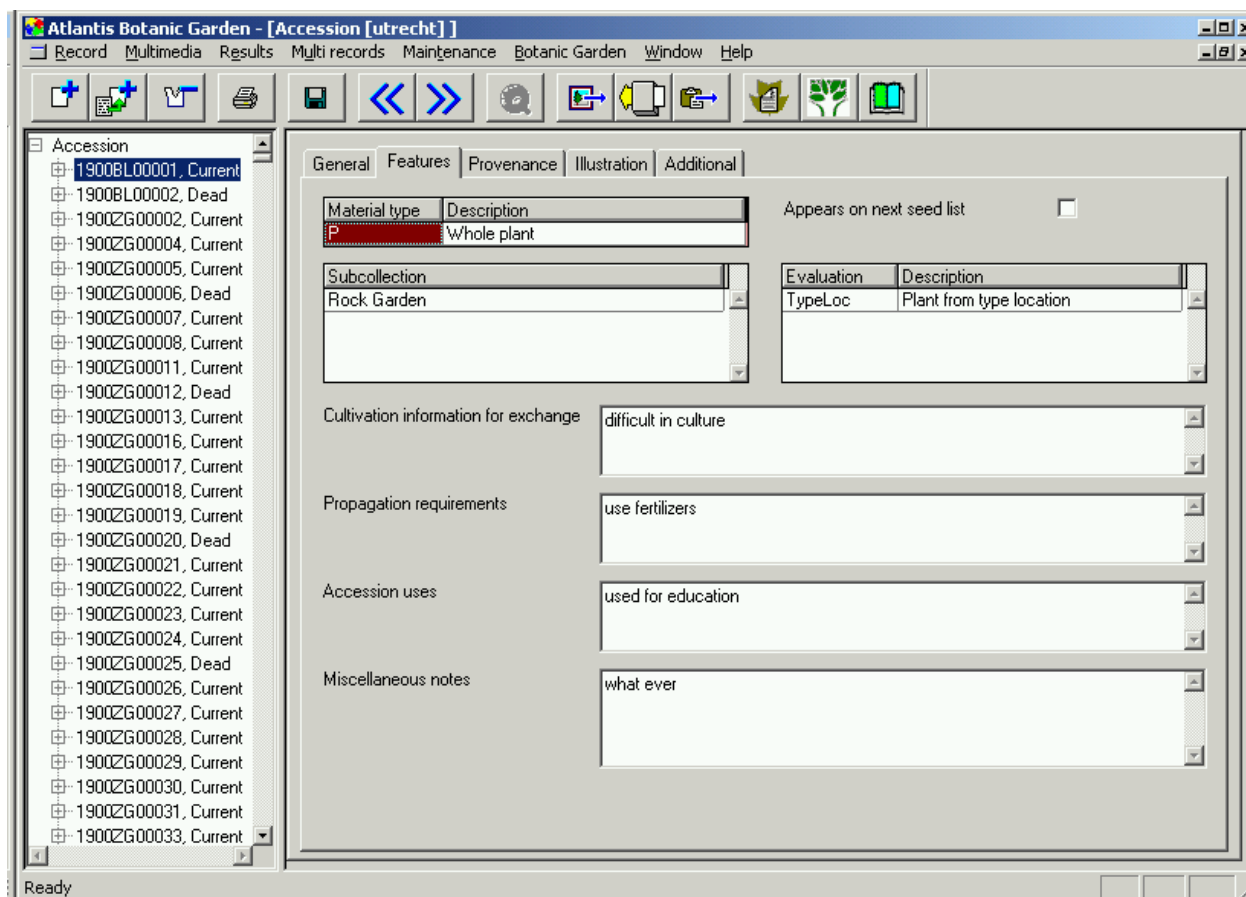 Atlantis Botanic Garden - [Accession [utrecht] ]
Record Multimedia Results Multi records Maintenance Botanic Garden Window Help
Accession
1900BL00001, Current
1900BL00002, Dead
1900ZG00002, Current
1900ZG00004, Current
1900ZG00005, Current
1900ZG00006, Dead
1900ZG00007, Current
1900ZG00008, Current
1900ZG00011, Current
1900ZG00012, Dead
1900ZG00013, Current
1900ZG00016, Current
1900ZG00017, Current
1900ZG00018, Current
1900ZG00019, Current
1900ZG00020, Dead
1900ZG00021, Current
1900ZG00022, Current
1900ZG00023, Current
1900ZG00024, Current
1900ZG00025, Dead
1900ZG00026, Current
1900ZG00027, Current
1900ZG00028, Current
1900ZG00029, Current
1900ZG00030, Current
1900ZG00031, Current
1900ZG00033, Current
General Features Provenance Illustration Additional
Material type Description
P Whole plant
Appears on next seed list
Subcollection
Rock Garden
Evaluation Description
TypeLoc Plant from type location
Cultivation information for exchange
difficult in culture
Propagation requirements
use fertilizers
Accession uses
used for education
Miscellaneous notes
what ever
Ready